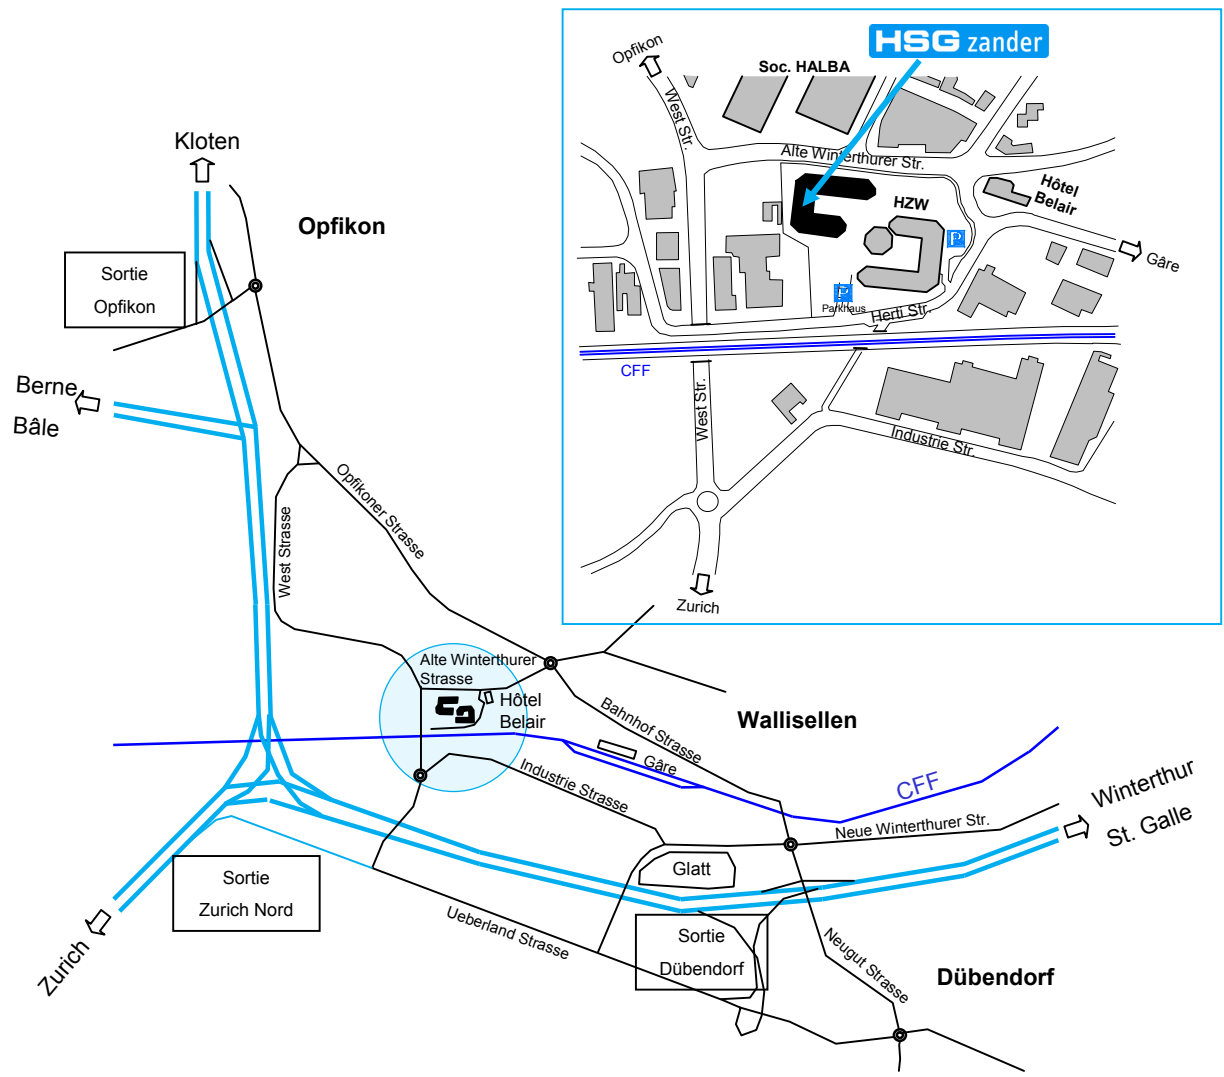 HSG zander
Opfikon
Soc. HALBA
West Str.
Alte Winterthurer Str.
Hôtel
Belair
HZW
P
Gâre
P
Parkhaus
Herti Str.
CFF
West Str.
Industrie Str.
Zurich
Kloten
Opfikon
Sortie
Opfikon
Berne
Bâle
Opfikoner Strasse
West Strasse
Alte Winterthurer
Strasse
Hôtel
Belair
Bahnhof Strasse
Wallisellen
Gâre
Industrie Strasse
CFF
Winterthur
St. Galle
Neue Winterthurer Str.
Glatt
Sortie
Zurich Nord
Ueberland Strasse
Sortie
Dübendorf
Neugut Strasse
Dübendorf
Zurich